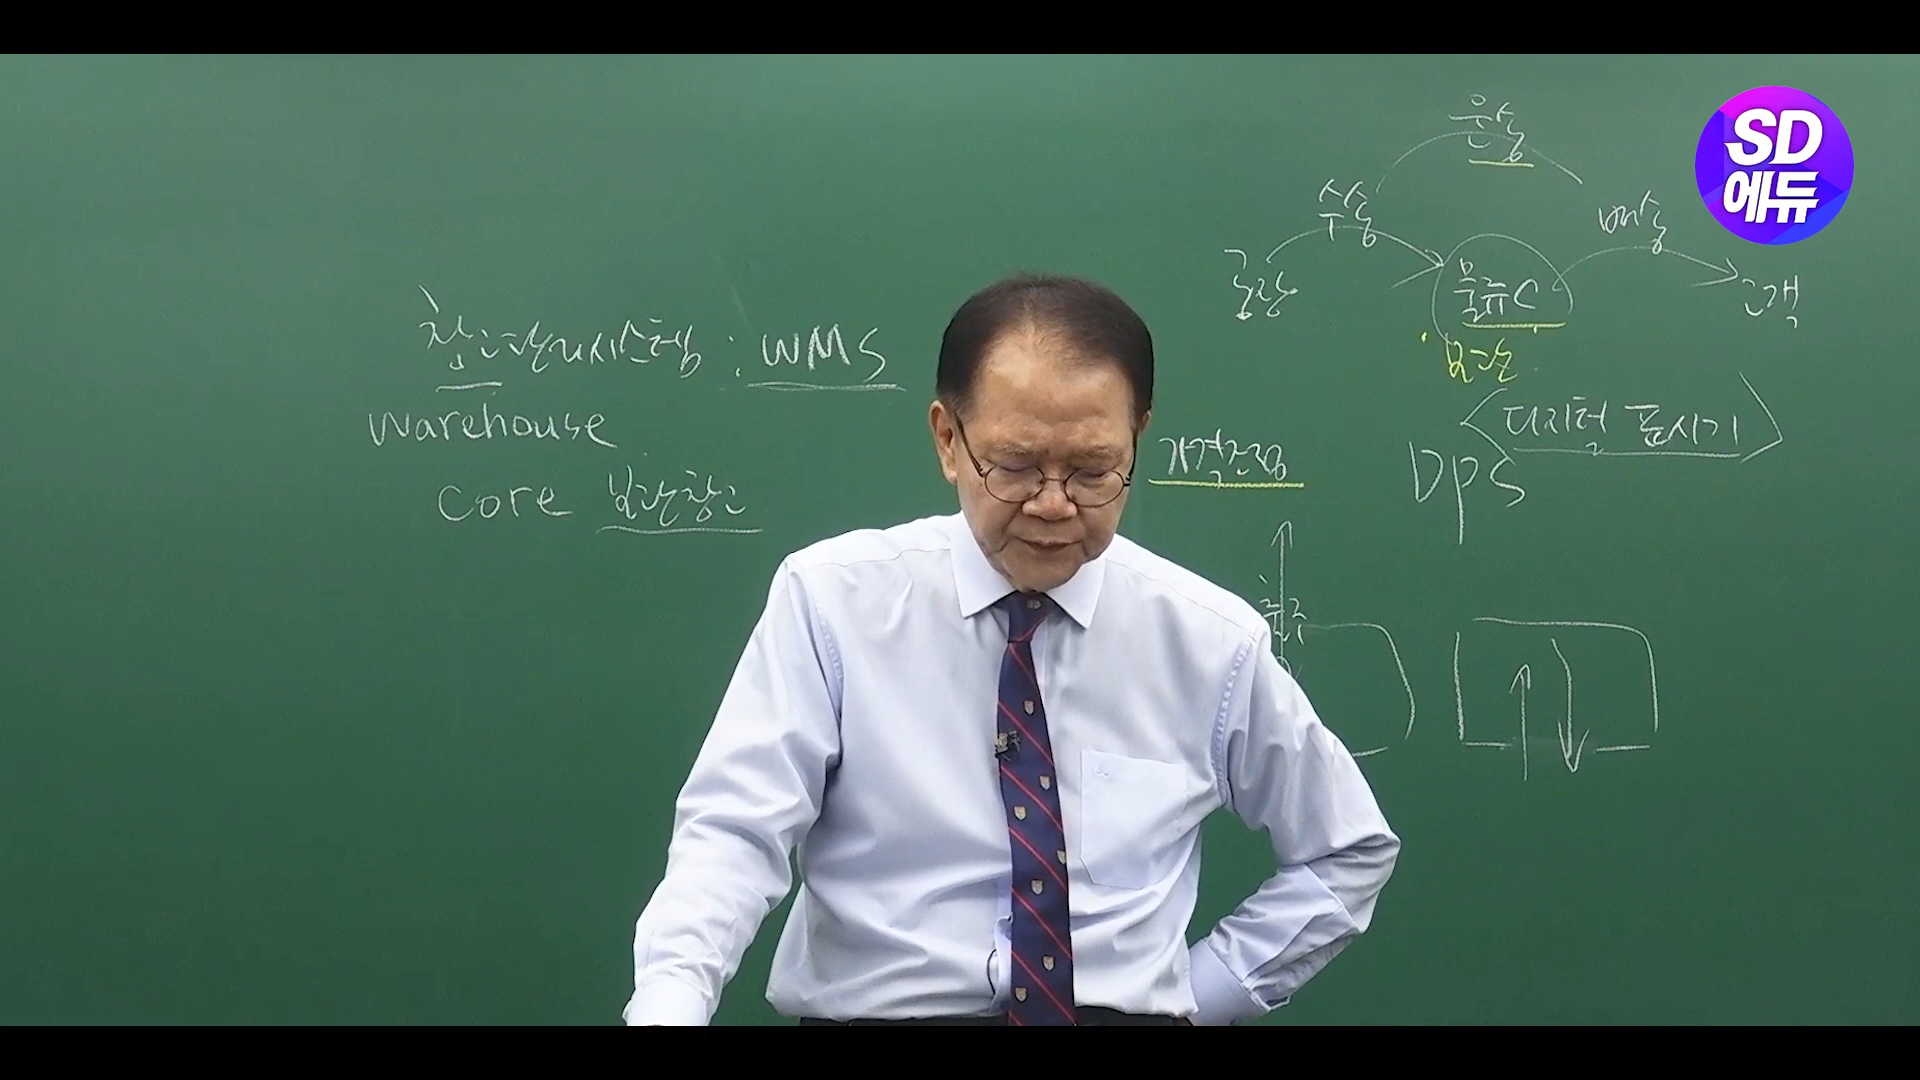 창고관리시스템 : WMS
warehouse
core 보관창고
운송
수송
배송
공장
물류C
고객
보관
<디지털 표시기>
DPS
가격전쟁
SD
에듀